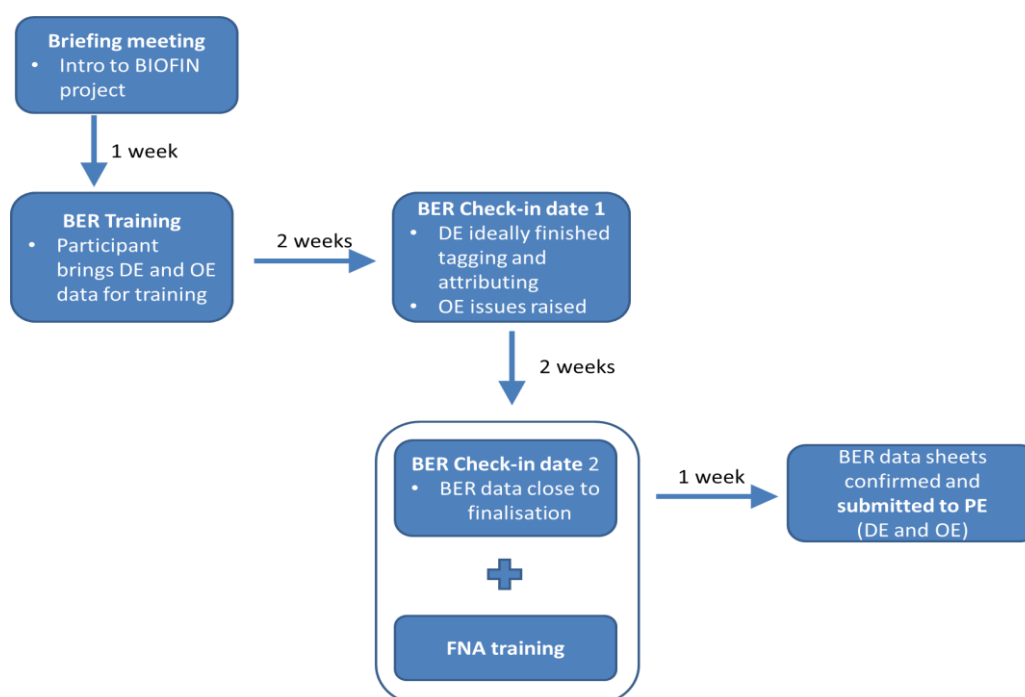 Briefing meeting
• Intro to BIOFIN
project
1 week
BER Training
• Participant
brings DE and OE
data for training
2 weeks
BER Check-in date 1
• DE ideally finished
tagging and
attributing
• OE issues raised
2 weeks
BER Check-in date 2
• BER data close to
finalisation
FNA training
1 week
BER data sheets
confirmed and
submitted to PE
(DE and OE)